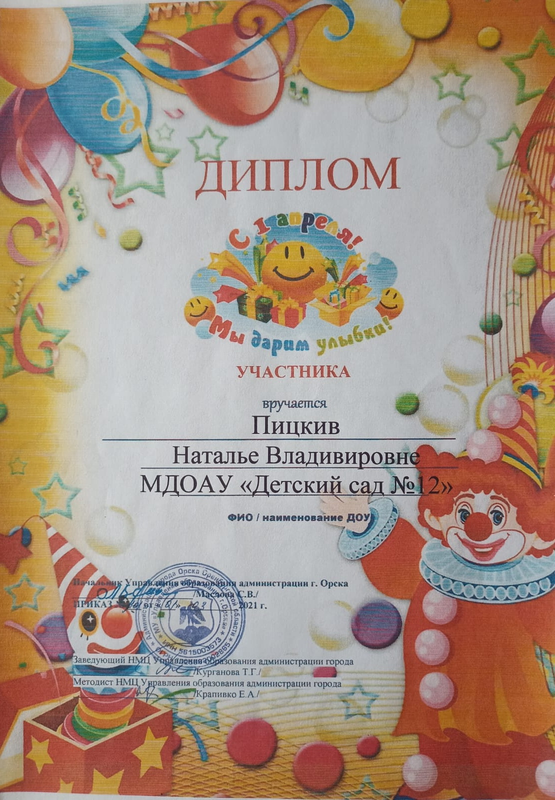 ДИПЛОМ
С 1 апреля!
Мы дарим улыбки!
УЧАСТНИКА
вручается
Пицкив
Наталье Владивировне
МДОАУ «Детский сад №12»
ФИО / наименование ДОУ
Начальник Управления образования администрации г. Орска
/Маслова С.В./
ПРИКАЗ от 2021 г.
Заведующий НМЦ Управления образования администрации города
/Курганова Т.Г./
Методист НМЦ Управления образования администрации города
/Крапивко Е.А./